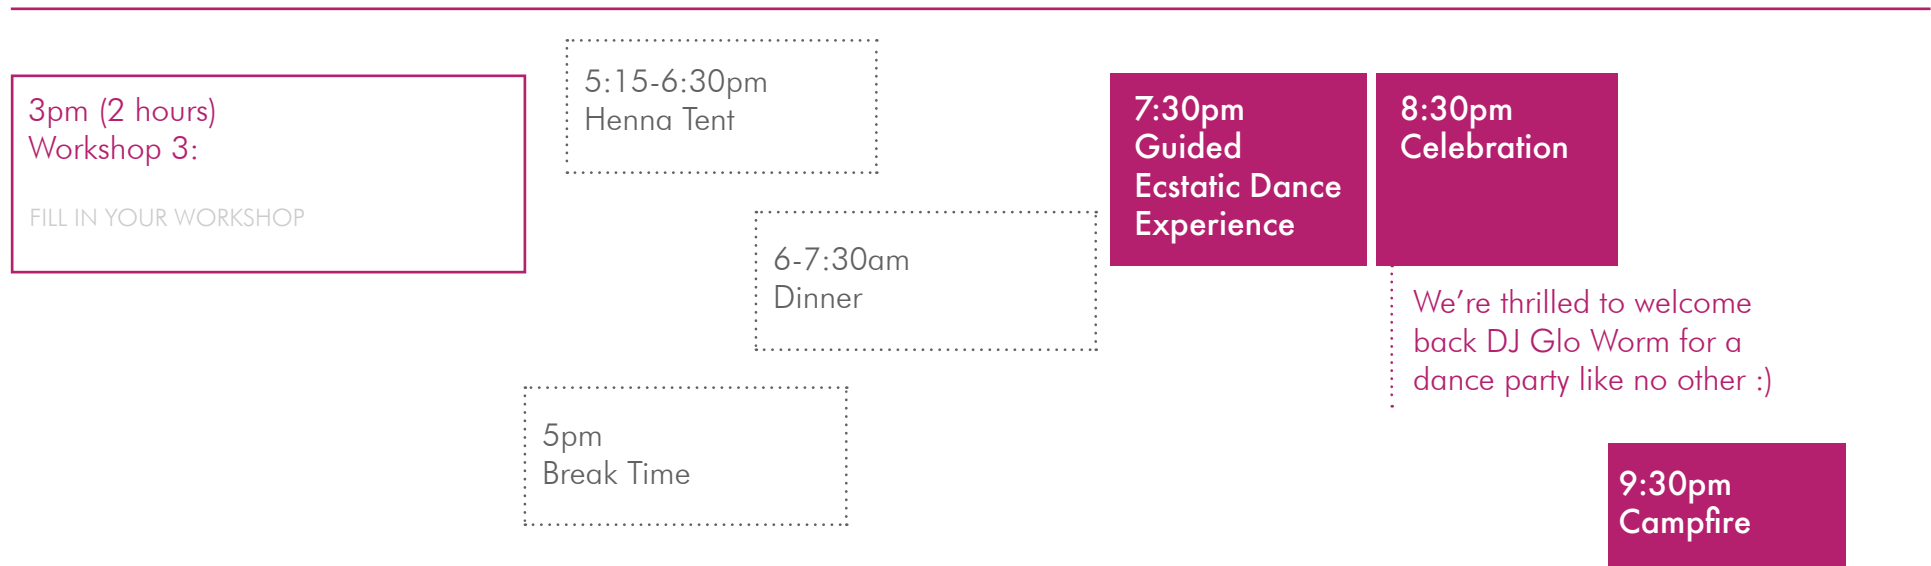 3pm (2 hours)
Workshop 3:
FILL IN YOUR WORKSHOP
5:15-6:30pm
Henna Tent
6-7:30am
Dinner
5pm
Break Time
7:30pm
Guided
Ecstatic Dance
Experience
8:30pm
Celebration
We’re thrilled to welcome
back DJ Glo Worm for a
dance party like no other :)
9:30pm
Campfire